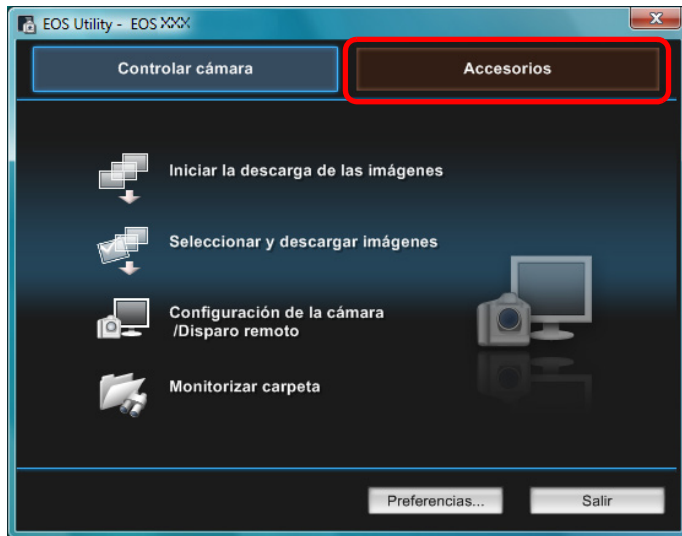 EOS Utility - EOS XXX
Controlar cámara
Accesorios
Iniciar la descarga de las imágenes
Seleccionar y descargar imágenes
Configuración de la cámara
/Disparo remoto
Monitorizar carpeta
Preferencias...
Salir